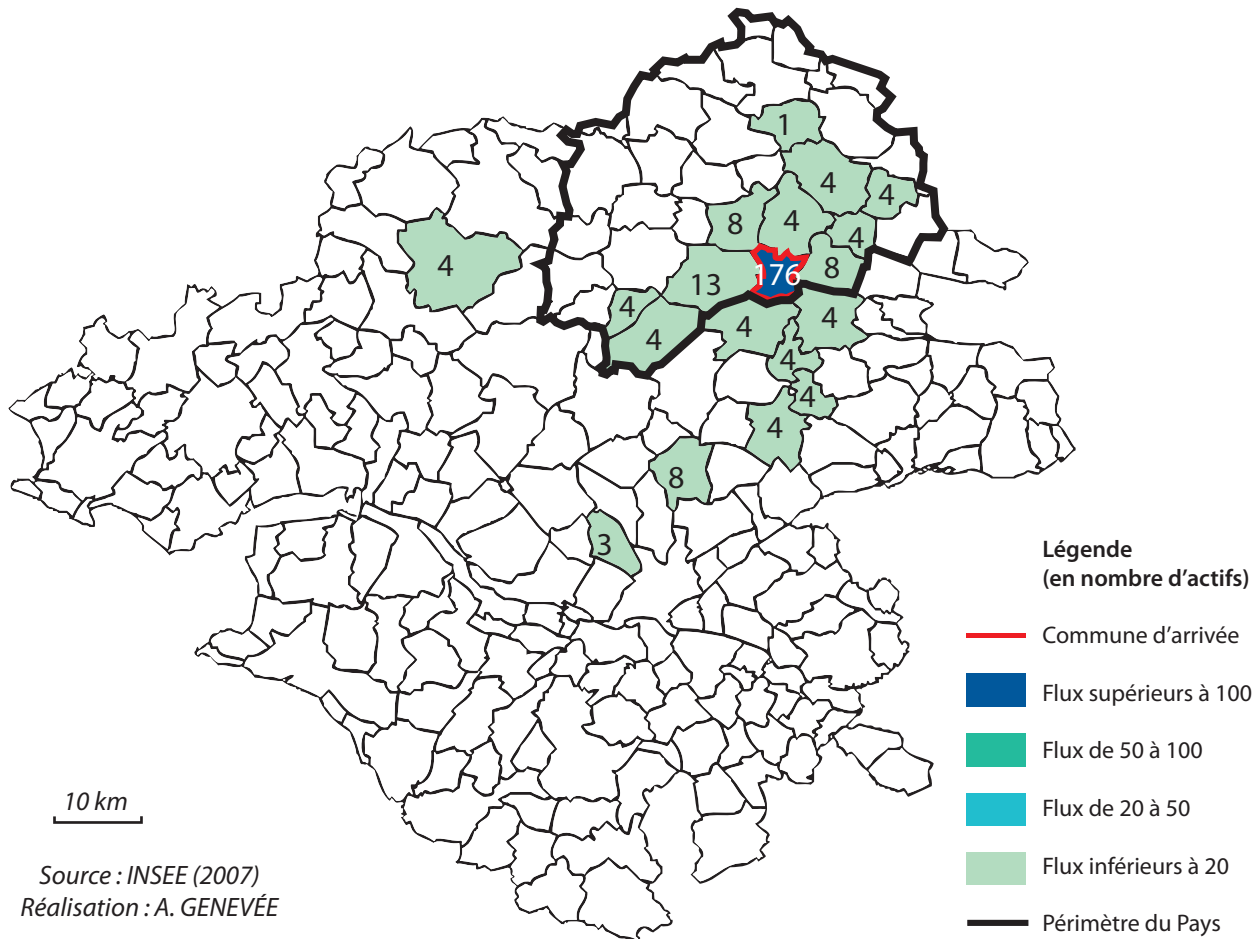 1
4
4
8
4
4
4
13
176
8
4
4
4
4
4
4
4
8
3
Légende
(en nombre d'actifs)
Commune d'arrivée
Flux supérieurs à 100
Flux de 50 à 100
Flux de 20 à 50
Flux inférieurs à 20
Périmètre du Pays
10 km
Source : INSEE (2007)
Réalisation : A. GENEVÉE